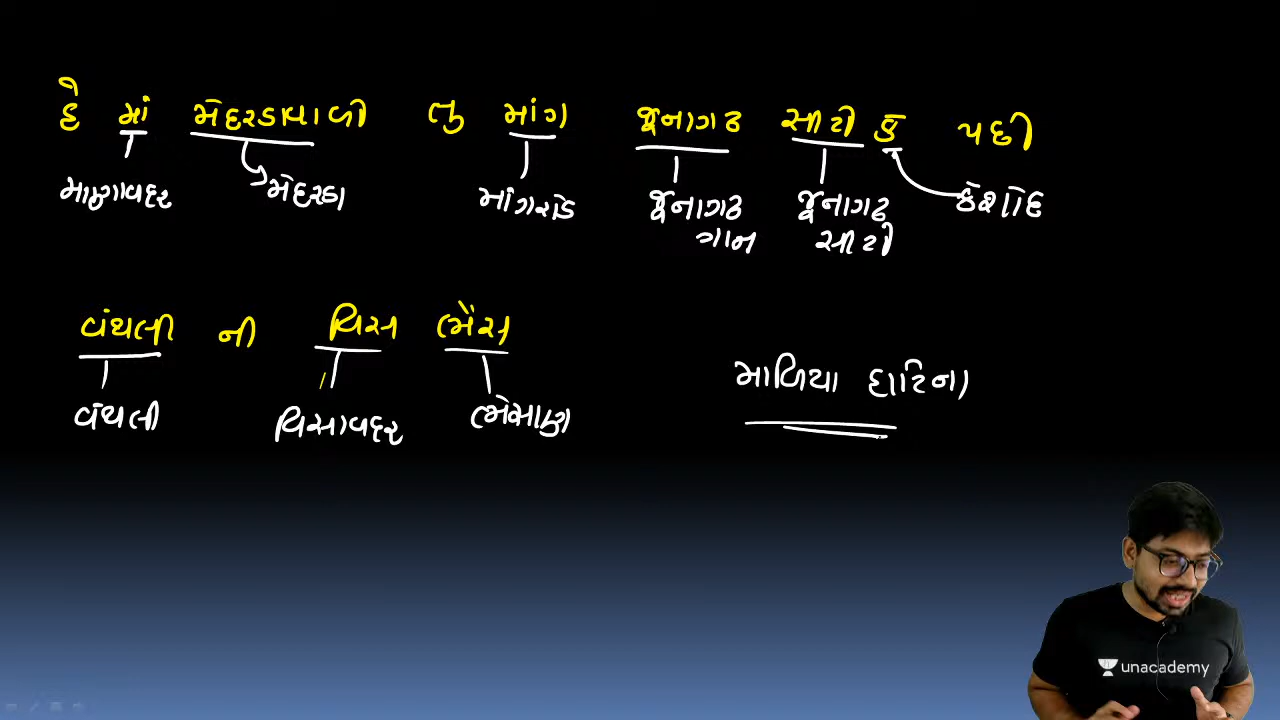 હે માં મેંદરડાવાળી તુ માંગ જૂનાગઢ સીટી કે પછી
માણાવદર મેંદરડા માંગરોળ જૂનાગઢ જૂનાગઢ કેશોદ
ગ્રામ સીટી
વંથલી ની વિસ ભેંસ
માળિયા હાટિના
વંથલી વિસાવદર ભેંસાણ
unacademy